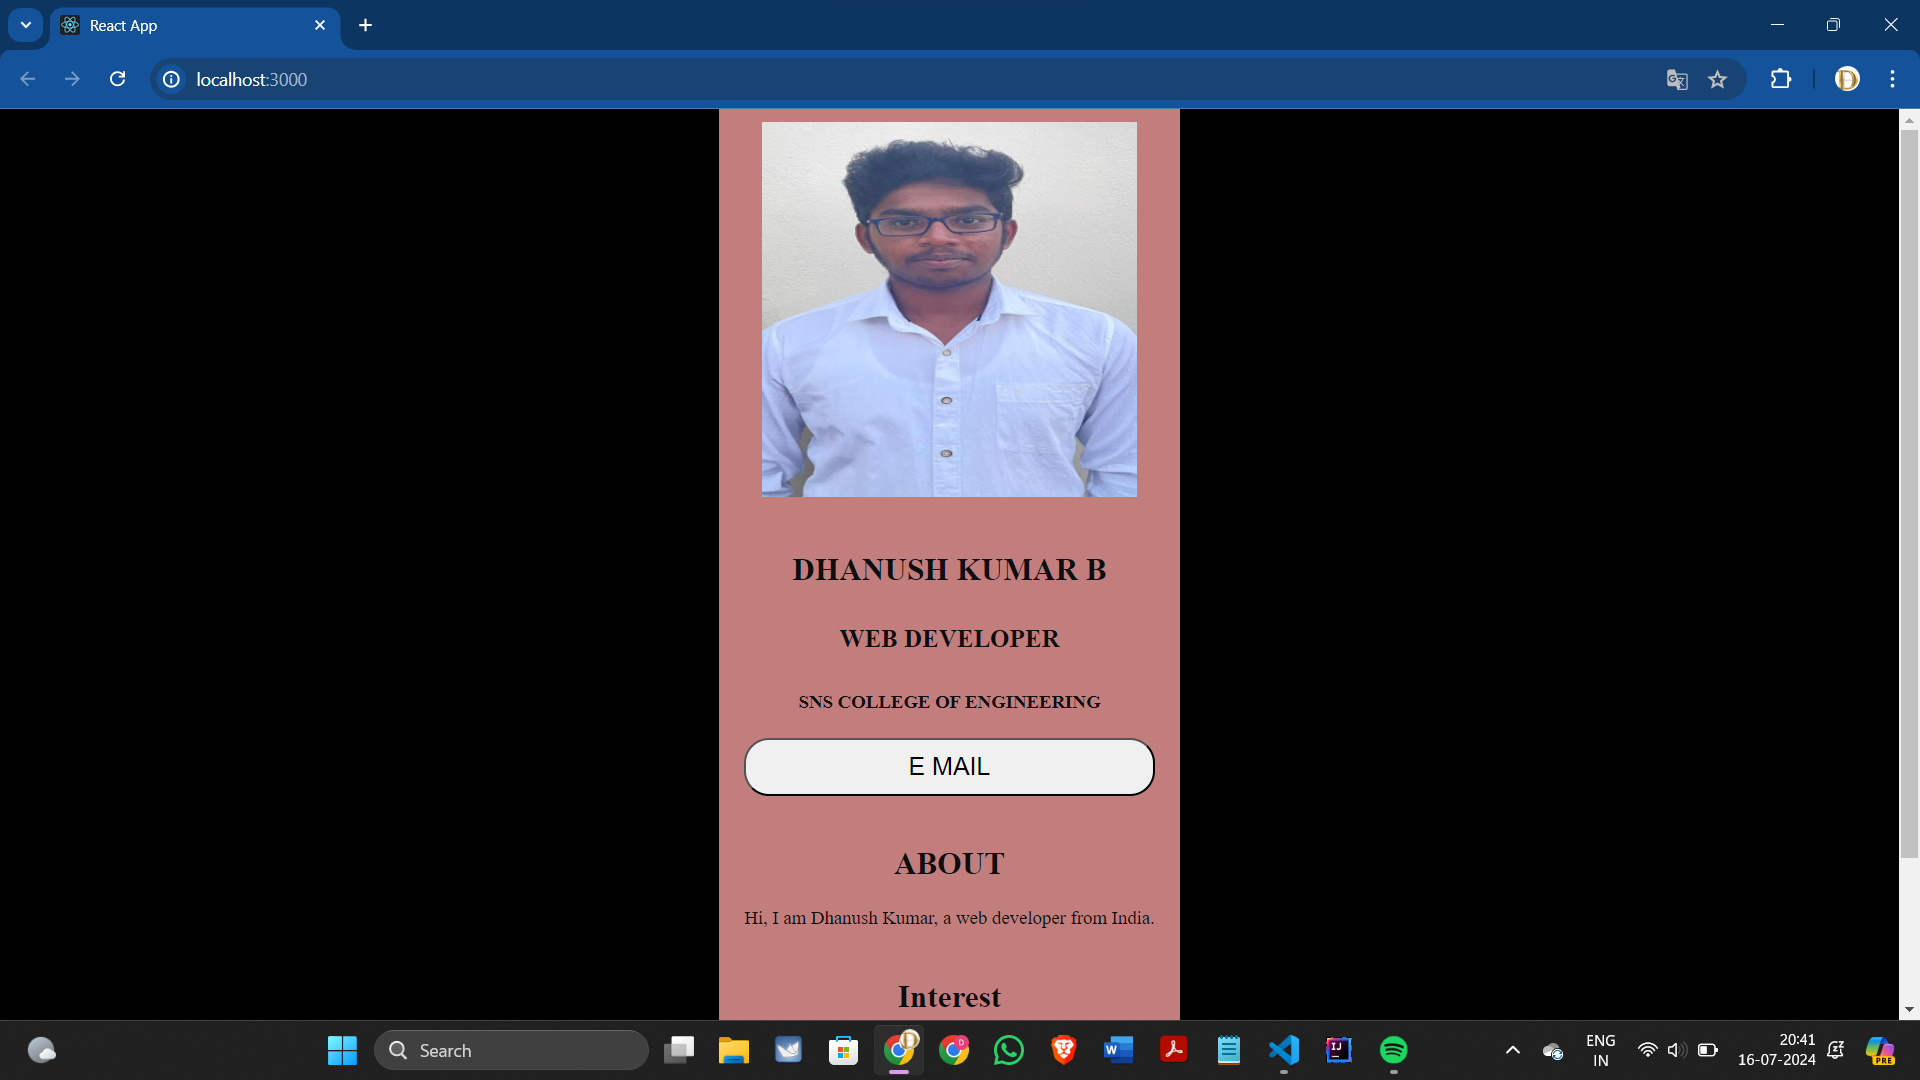 React App
localhost:3000
DHANUSH KUMAR B
WEB DEVELOPER
SNS COLLEGE OF ENGINEERING
E MAIL
ABOUT
Hi, I am Dhanush Kumar, a web developer from India.
Interest
Search
ENG
IN
20:41
16-07-2024
PRE